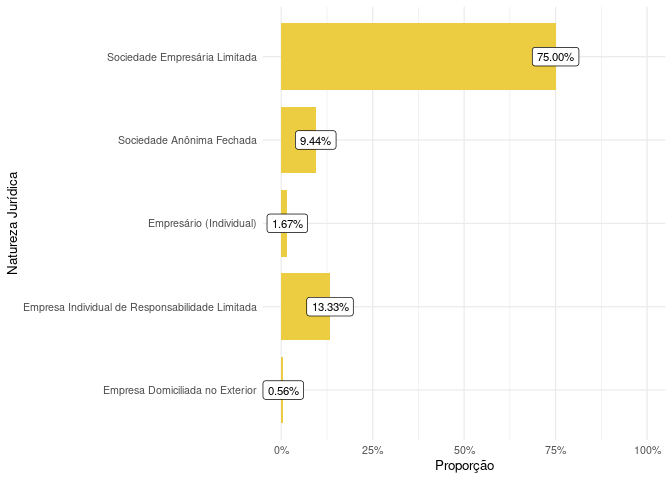 Natureza Jurídica
Sociedade Empresária Limitada
75.00%
Sociedade Anônima Fechada
9.44%
Empresário (Individual)
1.67%
Empresa Individual de Responsabilidade Limitada
13.33%
Empresa Domiciliada no Exterior
0.56%
0% 25% 50% 75% 100%
Proporção